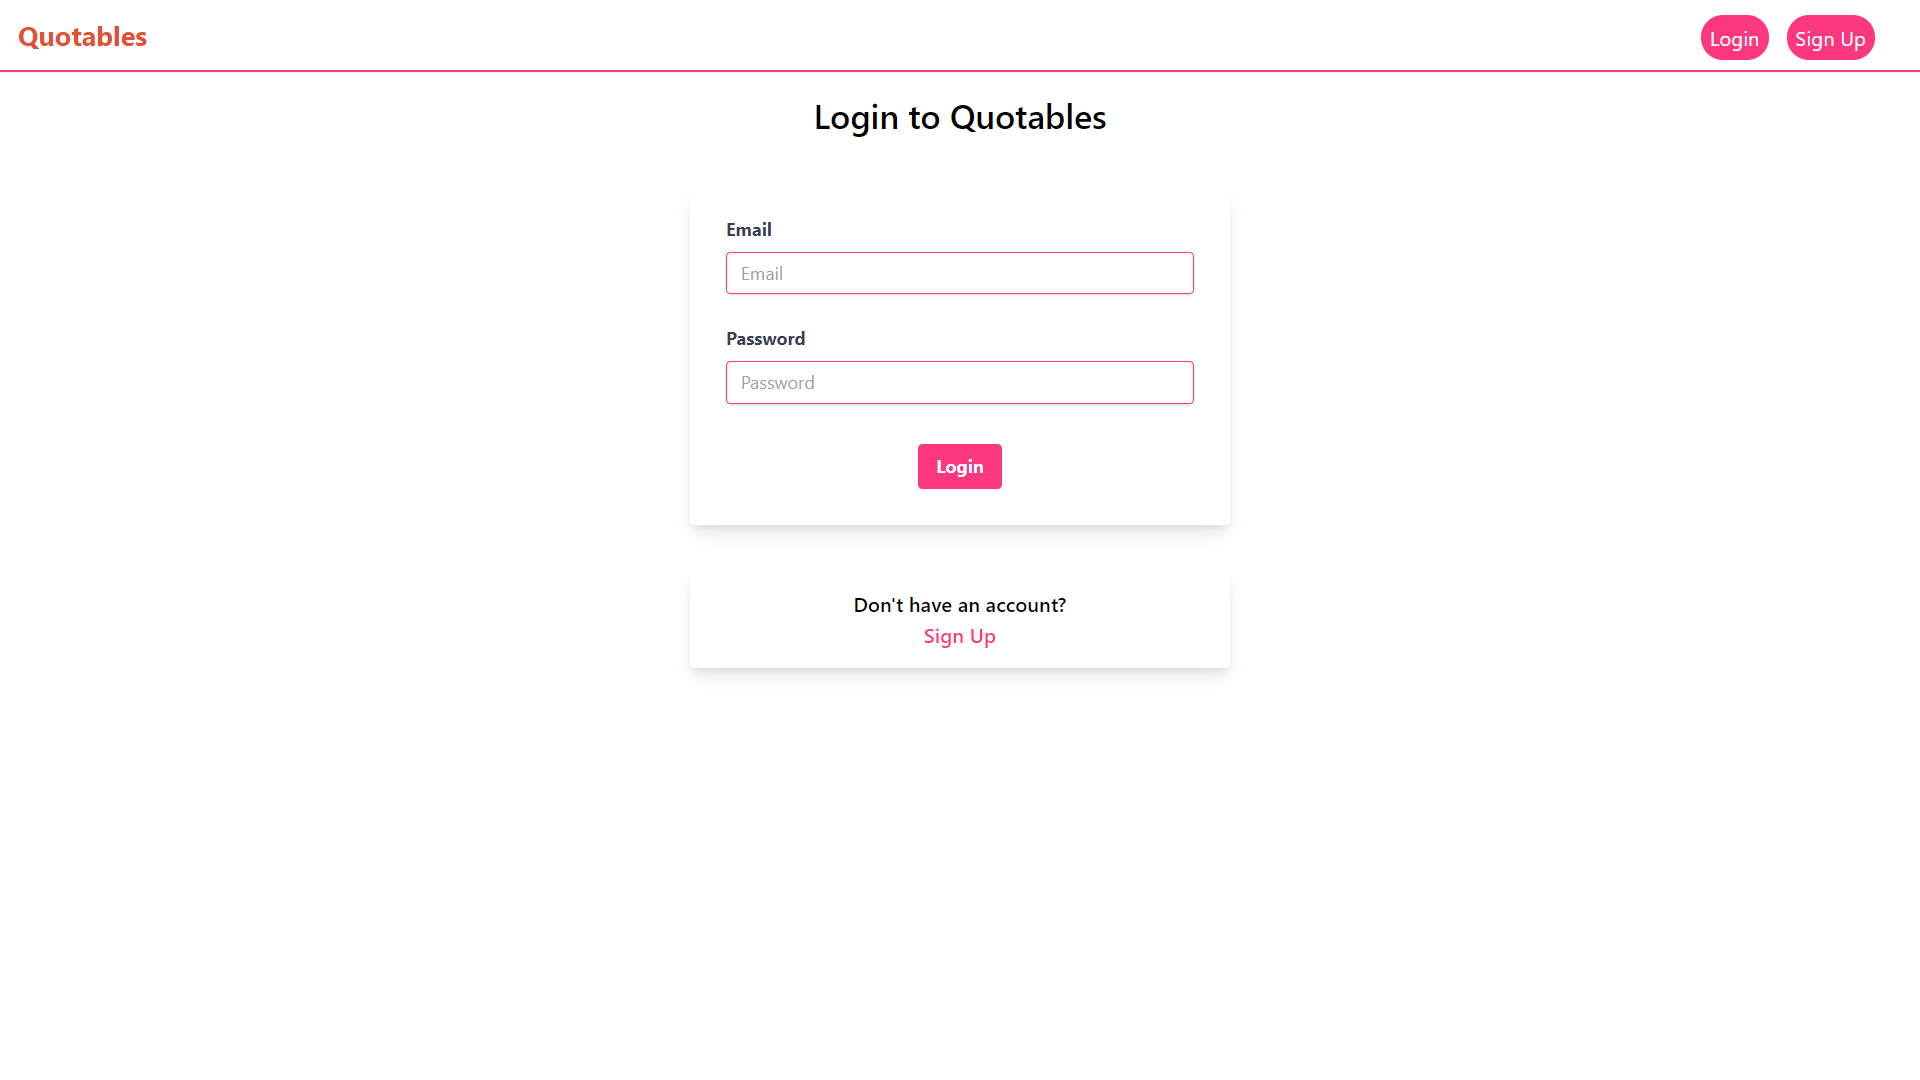 Quotables
Login
Sign Up
Login to Quotables
Email
Email
Password
Password
Login
Don't have an account?
Sign Up